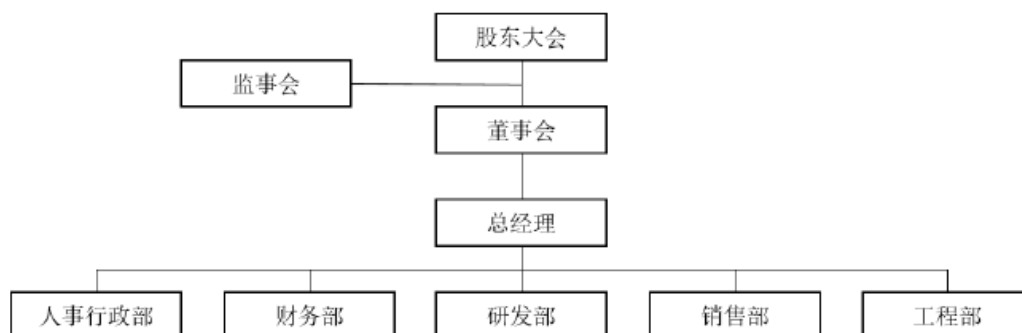 股东大会
监事会
董事会
总经理
人事行政部
财务部
研发部
销售部
工程部